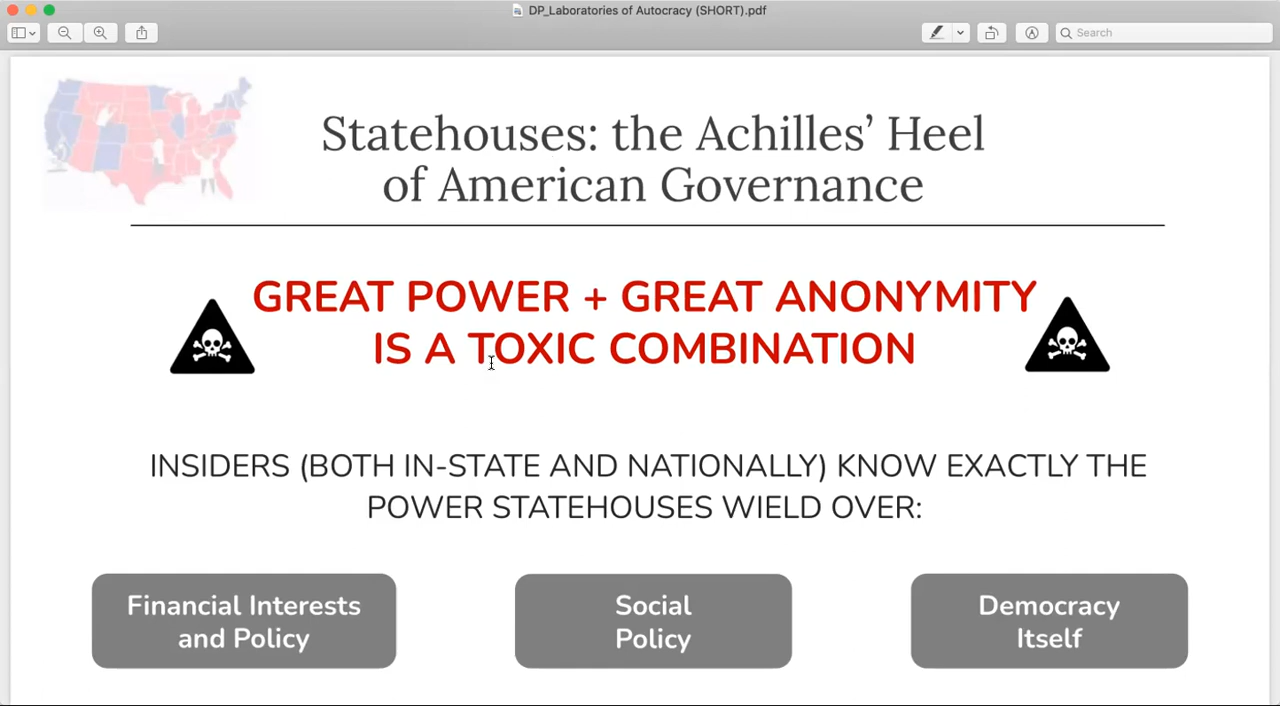 DP_Laboratories of Autocracy (SHORT).pdf
Search
Statehouses: the Achilles’ Heel
of American Governance
GREAT POWER + GREAT ANONYMITY
IS A TOXIC COMBINATION
INSIDERS (BOTH IN-STATE AND NATIONALLY) KNOW EXACTLY THE
POWER STATEHOUSES WIELD OVER:
Financial Interests
and Policy
Social
Policy
Democracy
Itself